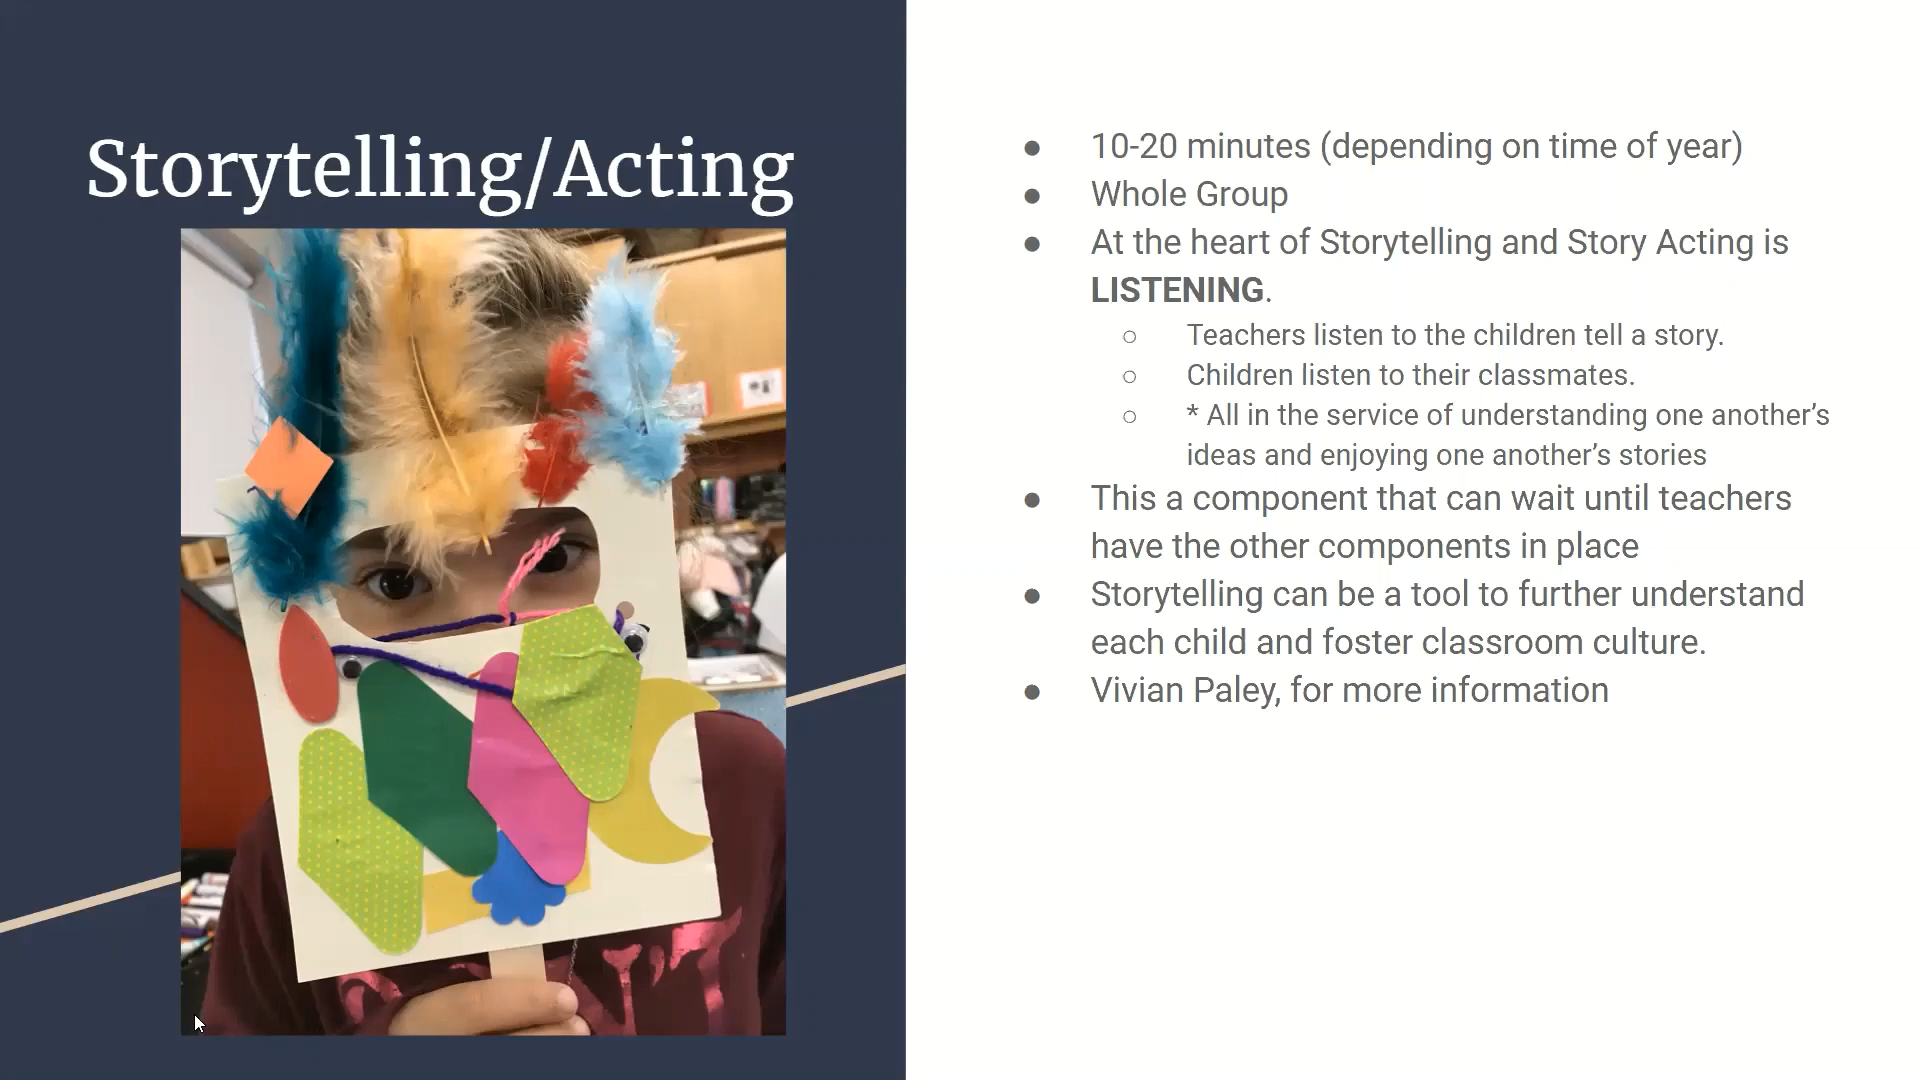 Storytelling/Acting
● 10-20 minutes (depending on time of year)
● Whole Group
● At the heart of Storytelling and Story Acting is
LISTENING.
○ Teachers listen to the children tell a story.
○ Children listen to their classmates.
○ * All in the service of understanding one another’s
ideas and enjoying one another’s stories
● This a component that can wait until teachers
have the other components in place
● Storytelling can be a tool to further understand
each child and foster classroom culture.
● Vivian Paley, for more information